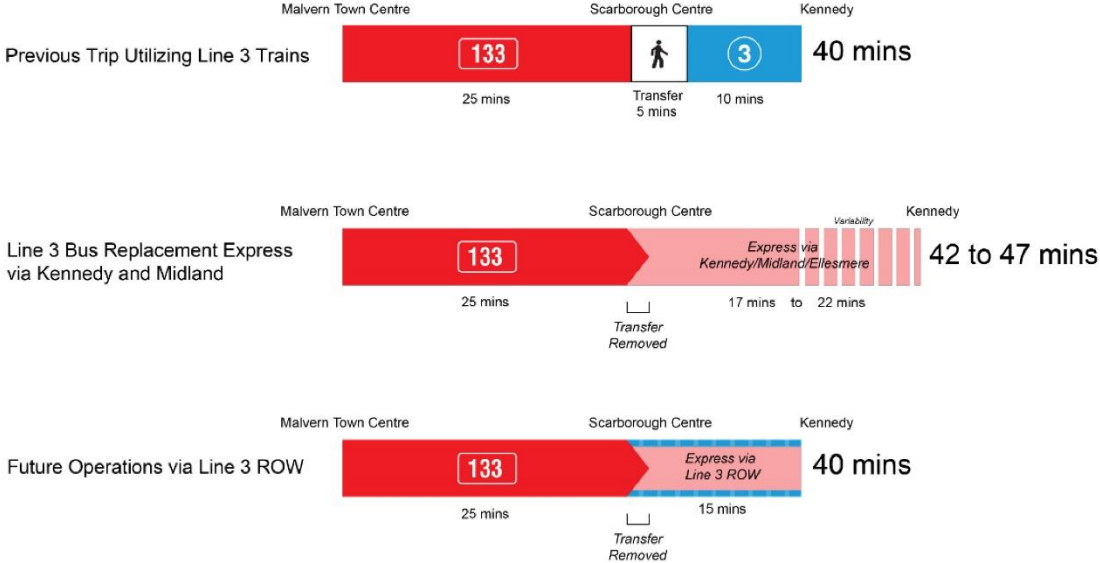 Malvern Town Centre Scarborough Centre Kennedy
Previous Trip Utilizing Line 3 Trains 133 3 40 mins
25 mins Transfer 10 mins
5 mins
Malvern Town Centre Scarborough Centre Kennedy
Variability
Line 3 Bus Replacement Express
via Kennedy and Midland
133
Express via
Kennedy/Midland/Ellesmere
42 to 47 mins
25 mins 17 mins to 22 mins
Transfer
Removed
Malvern Town Centre Scarborough Centre Kennedy
Future Operations via Line 3 ROW
133
Express via
Line 3 ROW
40 mins
25 mins 15 mins
Transfer
Removed